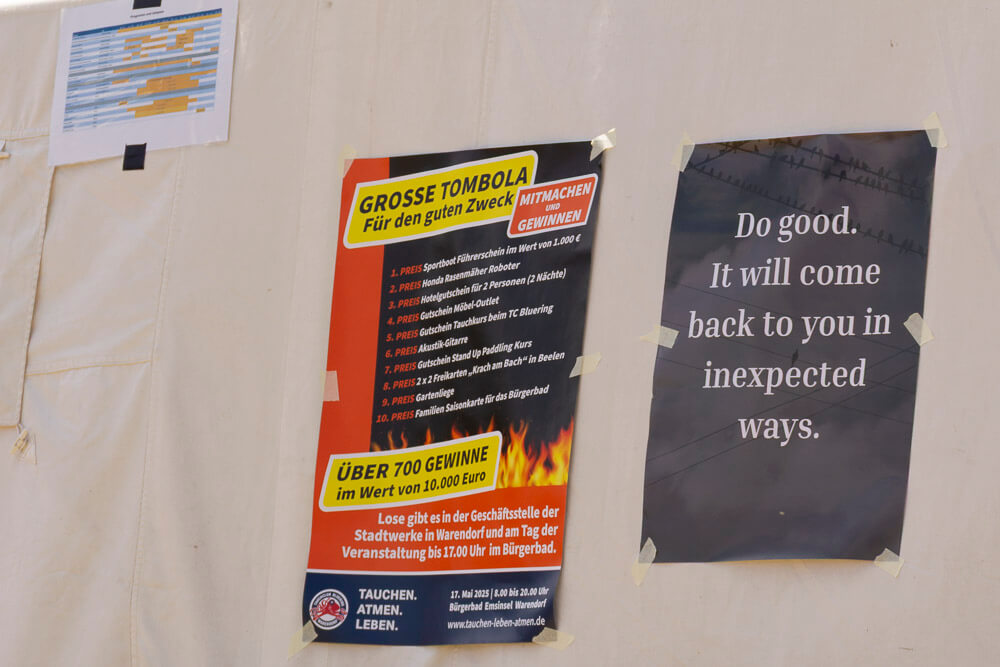 GROSSE TOMBOLA
Für den guten Zweck
MITMACHEN
UND
GEWINNEN
1. PREIS Sportboot Führerschein im Wert von 1.000 €
2. PREIS Honda Rasenmäher Roboter
3. PREIS Hotelgutschein für 2 Personen (2 Nächte)
4. PREIS Gutschein Möbel-Outlet
5. PREIS Gutschein Tauchkurs beim TC Bluering
6. PREIS Akustik-Gitarre
7. PREIS Gutschein Stand Up Paddling Kurs
8. PREIS 2 x 2 Freikarten „Krach am Bach“ in Beelen
9. PREIS Gartenliege
10. PREIS Familien Saisonkarte für das Bürgerbad
ÜBER 700 GEWINNE
im Wert von 10.000 Euro
Lose gibt es in der Geschäftsstelle der
Stadtwerke in Warendorf und am Tag der
Veranstaltung bis 17.00 Uhr im Bürgerbad.
TAUCHEN.
ATMEN.
LEBEN.
17. Mai 2025 | 8.00 bis 20.00 Uhr
Bürgerbad Emsinsel Warendorf
www.tauchen-leben-atmen.de
Do good.
It will come
back to you in
inexpected
ways.